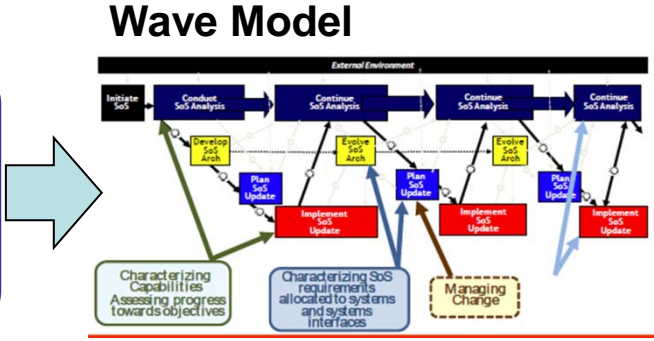 Wave Model
External Environment
Initiate
SoS
Conduct
SoS Analysis
Continue
SoS Analysis
Continue
SoS Analysis
Continue
SoS Analysis
Develop
SoS
Arch
Evolve
SoS
Arch
Evolve
SoS
Arch
Plan
SoS
Update
Plan
SoS
Update
Plan
SoS
Update
Implement
SoS
Update
Implement
SoS
Update
Implement
SoS
Update
Characterizing
Capabilities
Assessing progress
towards objectives
Characterizing SoS
requirements
allocated to systems
and systems
interfaces
Managing
Change